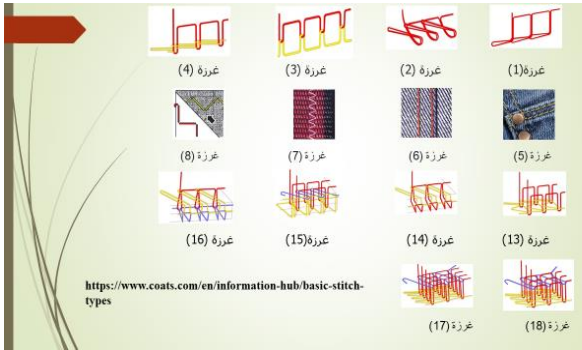 غرزة(1) غرزة (2) غرزة (3) غرزة (4)
غرزة (5) غرزة (6) غرزة (7) غرزة (8)
غرزة (13) غرزة (14) غرزة(15) غرزة (16)
https://www.coats.com/en/information-hub/basic-stitch-
types
غرزة (18) غرزة (17)